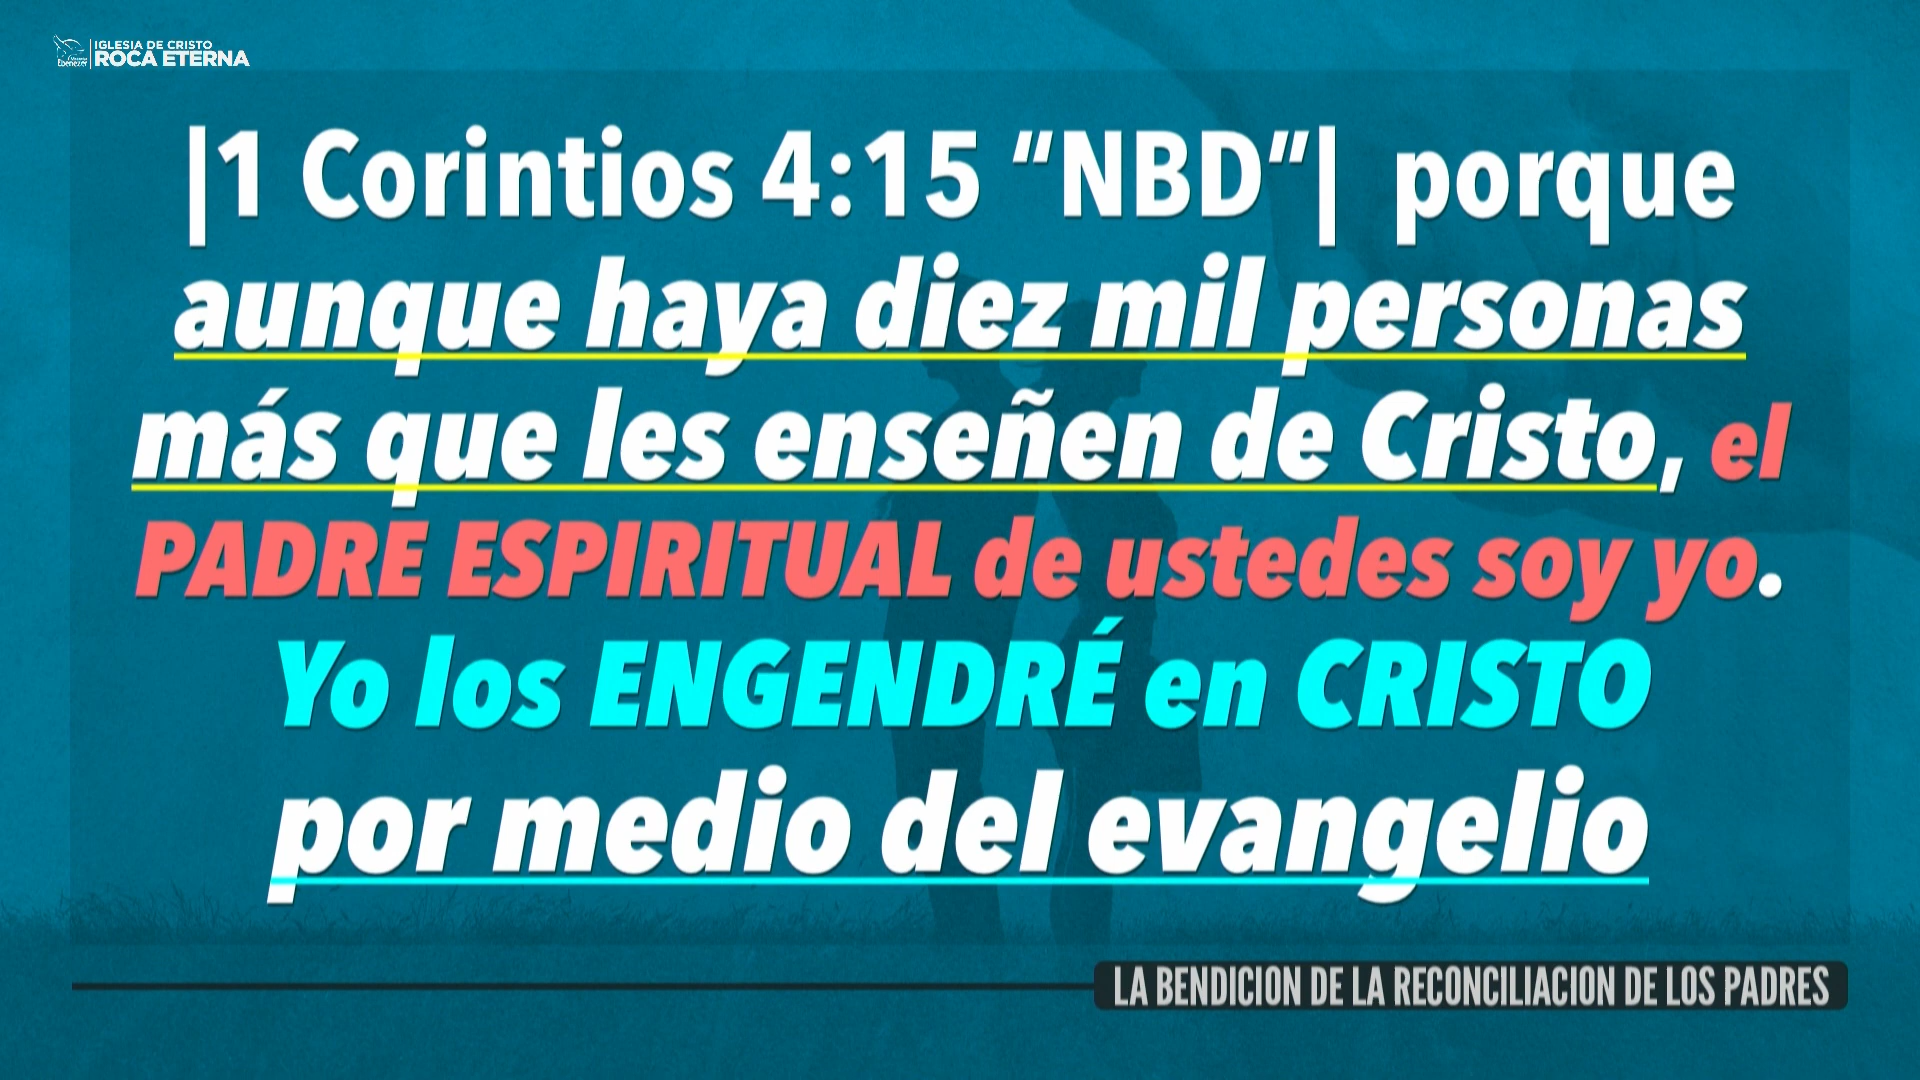 Ebenezer
IGLESIA DE CRISTO
ROCA ETERNA
|1 Corintios 4:15 “NBD”| porque
aunque haya diez mil personas
más que les enseñen de Cristo, el
PADRE ESPIRITUAL de ustedes soy yo.
Yo los ENGENDRÉ en CRISTO
por medio del evangelio
LA BENDICION DE LA RECONCILIACION DE LOS PADRES